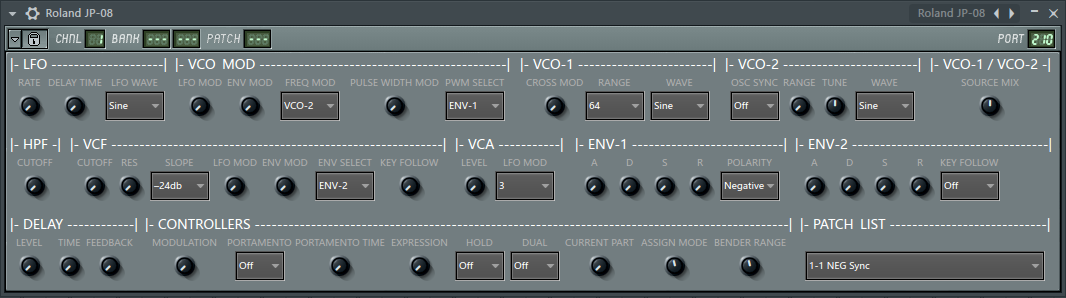 Roland JP-08 Roland JP-08
CHNL 1 BANK --- --- PATCH --- PORT 210
|- LFO --------------------| |- VCO MOD ----------------------------------------------------| |- VCO-1 -------------------------| |- VCO-2 -------------------------| |- VCO-1 / VCO-2 -|
RATE DELAY TIME LFO WAVE LFO MOD ENV MOD FREQ MOD PULSE WIDTH MOD PWM SELECT CROSS MOD RANGE WAVE OSC SYNC RANGE TUNE WAVE SOURCE MIX
Sine VCO-2 ENV-1 64 Sine Off Sine
|- HPF -| |- VCF ------------------------------------------------------------------| |- VCA --------------| |- ENV-1 -------------------------------| |- ENV-2 ------------------------------------|
CUTOFF CUTOFF RES SLOPE LFO MOD ENV MOD ENV SELECT KEY FOLLOW LEVEL LFO MOD A D S R POLARITY A D S R KEY FOLLOW
-24db ENV-2 3 Negative Off
|- DELAY -------------| |- CONTROLLERS ------------------------------------------------------------------------------------------------| |- PATCH LIST ----------------------------|
LEVEL TIME FEEDBACK MODULATION PORTAMENTO PORTAMENTO TIME EXPRESSION HOLD DUAL CURRENT PART ASSIGN MODE BENDER RANGE
Off Off Off 1-1 NEG Sync